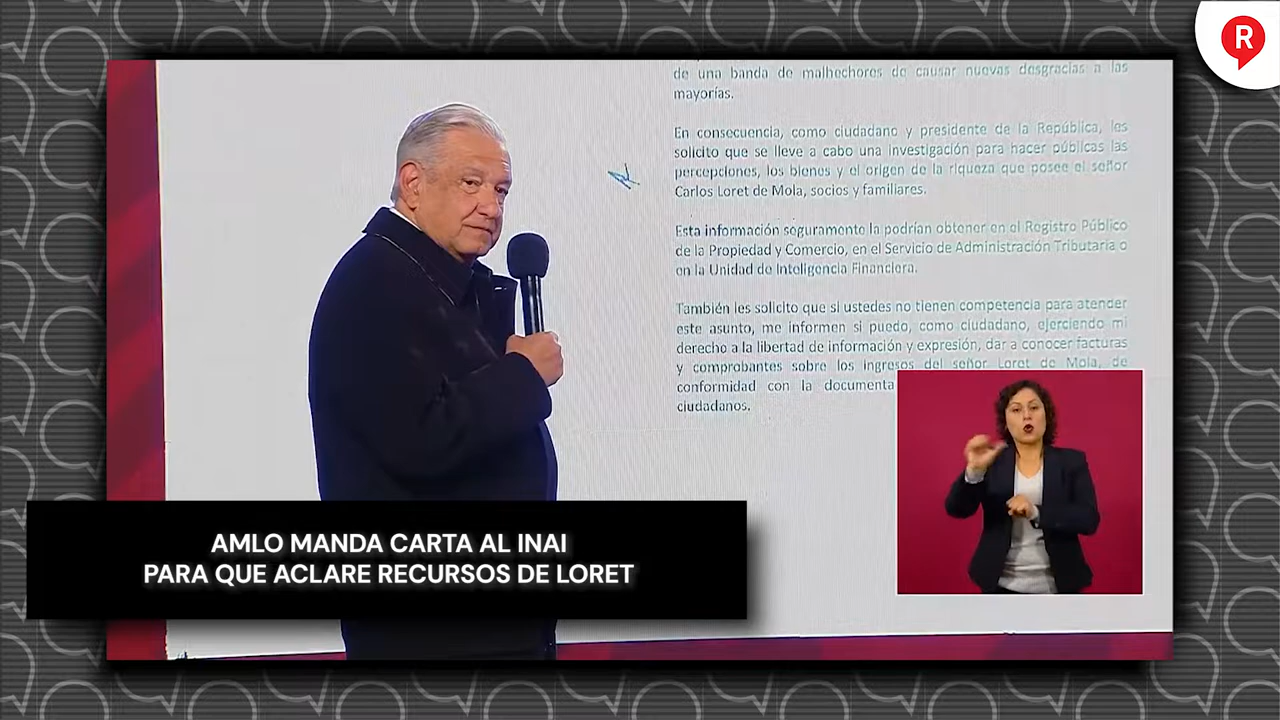 R
de una banda de malhechores de causar nuevas desgracias a las
mayorías.
En consecuencia, como ciudadano y presidente de la República, les
solicito que se lleve a cabo una investigación para hacer públicas las
percepciones, los bienes y el origen de la riqueza que posee el señor
Carlos Loret de Mola, socios y familiares.
Esta información seguramente la podrían obtener en el Registro Público
de la Propiedad y Comercio, en el Servicio de Administración Tributaria o
en la Unidad de Inteligencia Financiera.
También les solicito que si ustedes no tienen competencia para atender
este asunto, me informen si puedo, como ciudadano, ejerciendo mi
derecho a la libertad de información y expresión, dar a conocer facturas
y comprobantes sobre los ingresos del señor Loret de Mola, de
conformidad con la documenta
ciudadanos.
AMLO MANDA CARTA AL INAI
PARA QUE ACLARE RECURSOS DE LORET